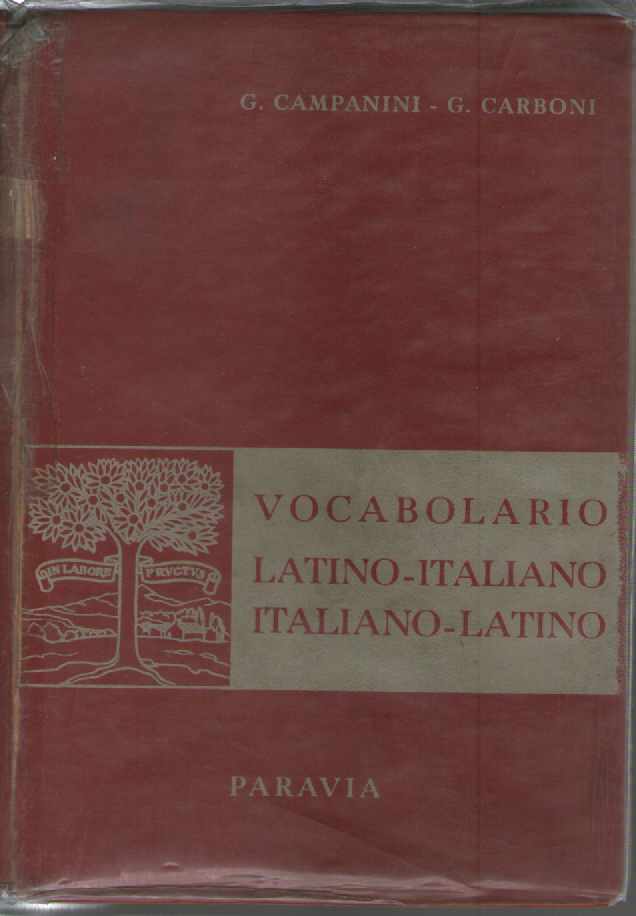 G. CAMPANINI - G. CARBONI
VOCABOLARIO
LATINO-ITALIANO
ITALIANO-LATINO
IN LABORE FRVCTVS
PARAVIA